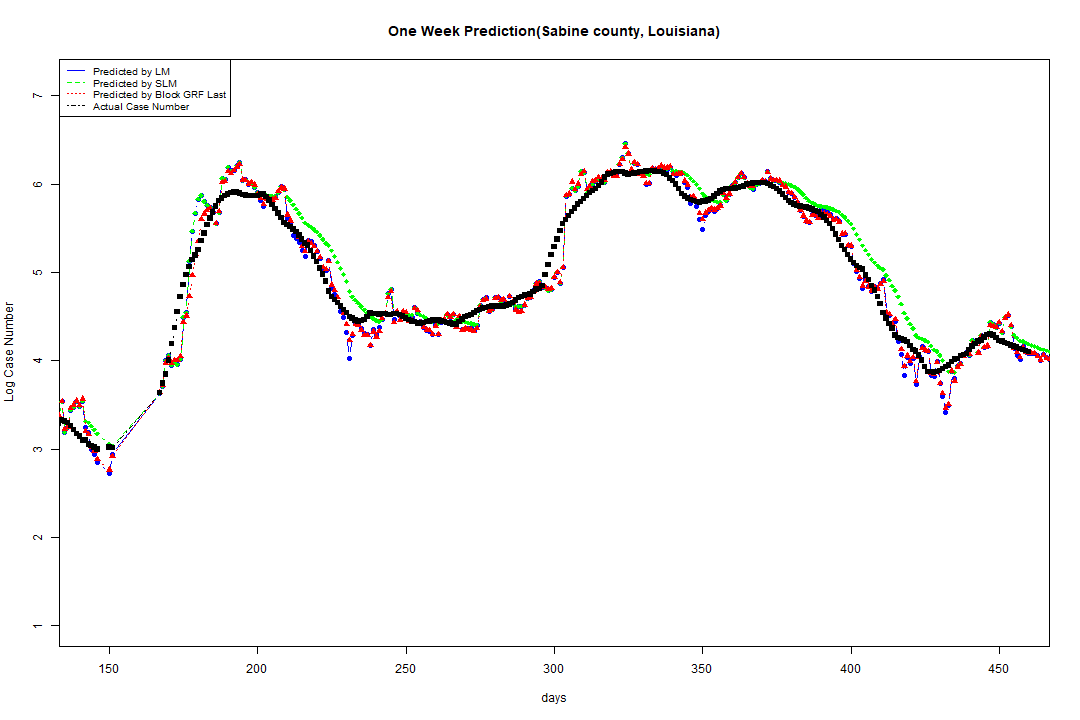 One Week Prediction(Sabine county, Louisiana)
Predicted by LM
Predicted by SLM
Predicted by Block GRF Last
Actual Case Number
Log Case Number
7
6
5
4
3
2
1
150 200 250 300 350 400 450
days